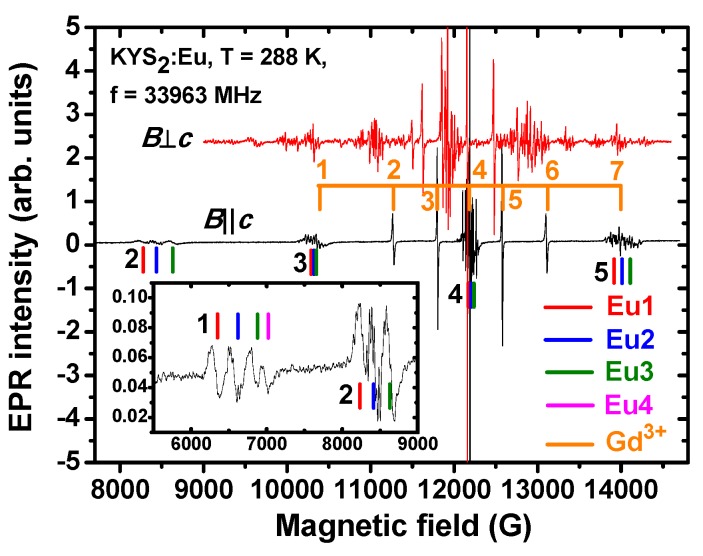 5
4
3
2
1
0
-1
-2
-3
-4
-5
EPR intensity (arb. units)
KYS₂:Eu, T = 288 K,
f = 33963 MHz
B⊥c
B||c
1 2 3 4 5 6 7
2 3 4 5
Eu1
Eu2
Eu3
Eu4
Gd³⁺
0.10
0.08
0.06
0.04
0.02
1
2
6000 7000 8000 9000
8000 9000 10000 11000 12000 13000 14000
Magnetic field (G)